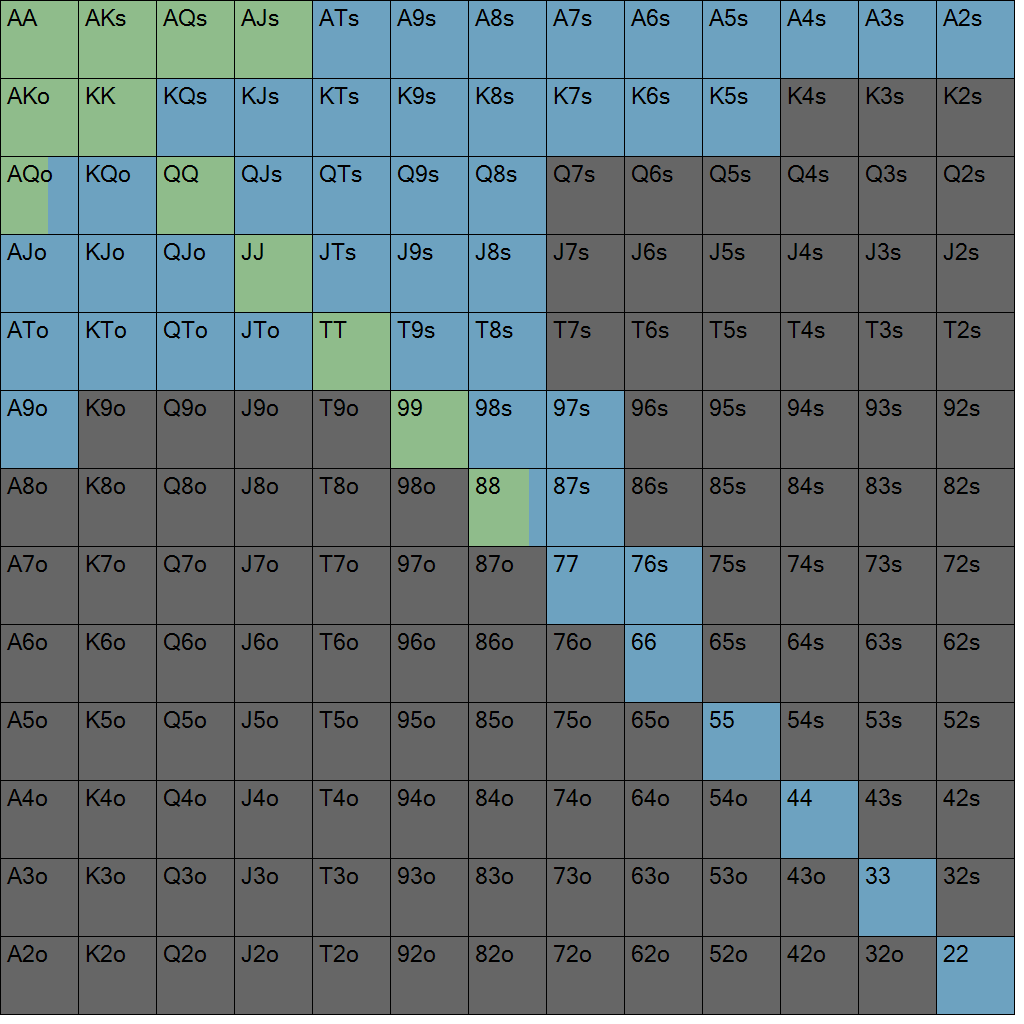 AA AKs AQs AJs ATs A9s A8s A7s A6s A5s A4s A3s A2s
AKo KK KQs KJs KTs K9s K8s K7s K6s K5s K4s K3s K2s
AQo KQo QQ QJs QTs Q9s Q8s Q7s Q6s Q5s Q4s Q3s Q2s
AJo KJo QJo JJ JTs J9s J8s J7s J6s J5s J4s J3s J2s
ATo KTo QTo JTo TT T9s T8s T7s T6s T5s T4s T3s T2s
A9o K9o Q9o J9o T9o 99 98s 97s 96s 95s 94s 93s 92s
A8o K8o Q8o J8o T8o 98o 88 87s 86s 85s 84s 83s 82s
A7o K7o Q7o J7o T7o 97o 87o 77 76s 75s 74s 73s 72s
A6o K6o Q6o J6o T6o 96o 86o 76o 66 65s 64s 63s 62s
A5o K5o Q5o J5o T5o 95o 85o 75o 65o 55 54s 53s 52s
A4o K4o Q4o J4o T4o 94o 84o 74o 64o 54o 44 43s 42s
A3o K3o Q3o J3o T3o 93o 83o 73o 63o 53o 43o 33 32s
A2o K2o Q2o J2o T2o 92o 82o 72o 62o 52o 42o 32o 22